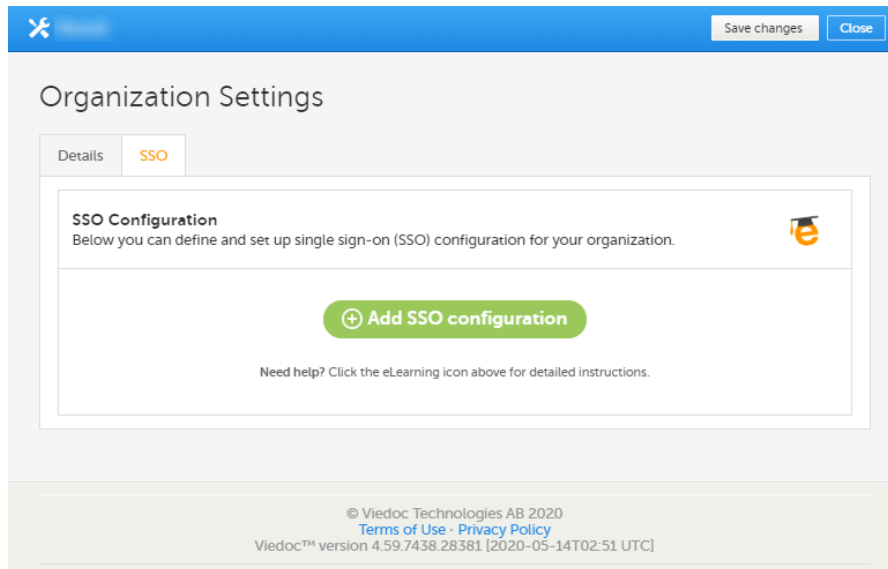 Save changes
Close
Organization Settings
Details
SSO
SSO Configuration
Below you can define and set up single sign-on (SSO) configuration for your organization.
e
Add SSO configuration
Need help? Click the eLearning icon above for detailed instructions.
© Viedoc Technologies AB 2020
Terms of Use · Privacy Policy
Viedoc™ version 4.59.7438.28381 [2020-05-14T02:51 UTC]